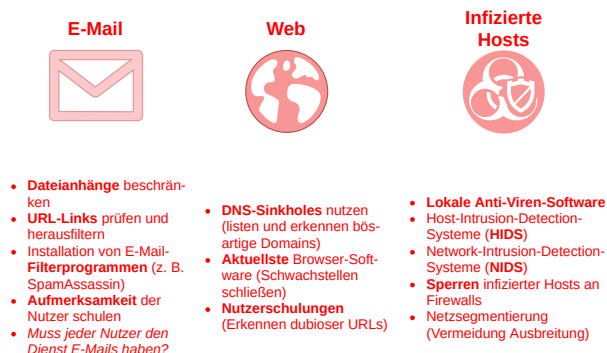 E-Mail
Dateianhänge beschrän-
ken
URL-Links prüfen und
herausfiltern
Installation von E-Mail-
Filterprogrammen (z. B.
SpamAssassin)
Aufmerksamkeit der
Nutzer schulen
Muss jeder Nutzer den
Dienst E-Mails haben?
Web
DNS-Sinkholes nutzen
(listen und erkennen bös-
artige Domains)
Aktuellste Browser-Soft-
ware (Schwachstellen
schließen)
Nutzerschulungen
(Erkennen dubioser URLs)
Infizierte
Hosts
Lokale Anti-Viren-Software
Host-Intrusion-Detection-
Systeme (HIDS)
Network-Intrusion-Detection-
Systeme (NIDS)
Sperren infizierter Hosts an
Firewalls
Netzsegmentierung
(Vermeidung Ausbreitung)